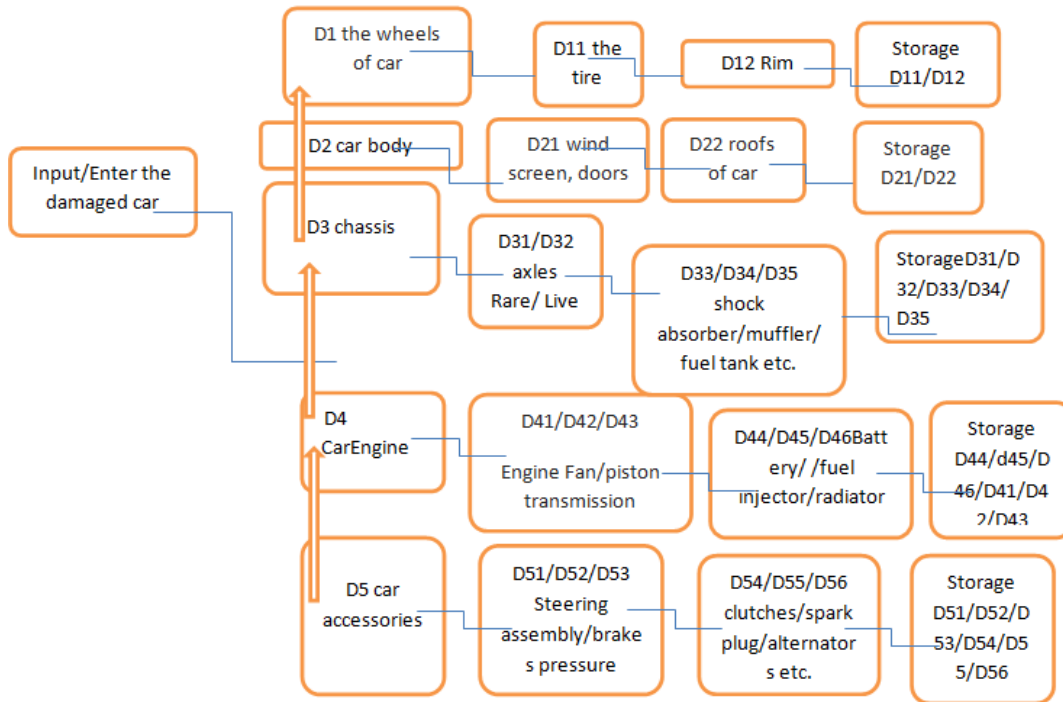 D1 the wheels
of car
D11 the
tire
D12 Rim
Storage
D11/D12
Input/Enter the
damaged car
D2 car body
D21 wind
screen, doors
D22 roofs
of car
Storage
D21/D22
D3 chassis
D31/D32
axles
Rare/ Live
D33/D34/D35
shock
absorber/muffler/
fuel tank etc.
StorageD31/D
32/D33/D34/
D35
D4
CarEngine
D41/D42/D43
Engine Fan/piston
transmission
D44/D45/D46Batt
ery/ /fuel
injector/radiator
Storage
D44/d45/D
46/D41/D4
2/D43
D5 car
accessories
D51/D52/D53
Steering
assembly/brake
s pressure
D54/D55/D56
clutches/spark
plug/alternator
s etc.
Storage
D51/D52/D
53/D54/D5
5/D56